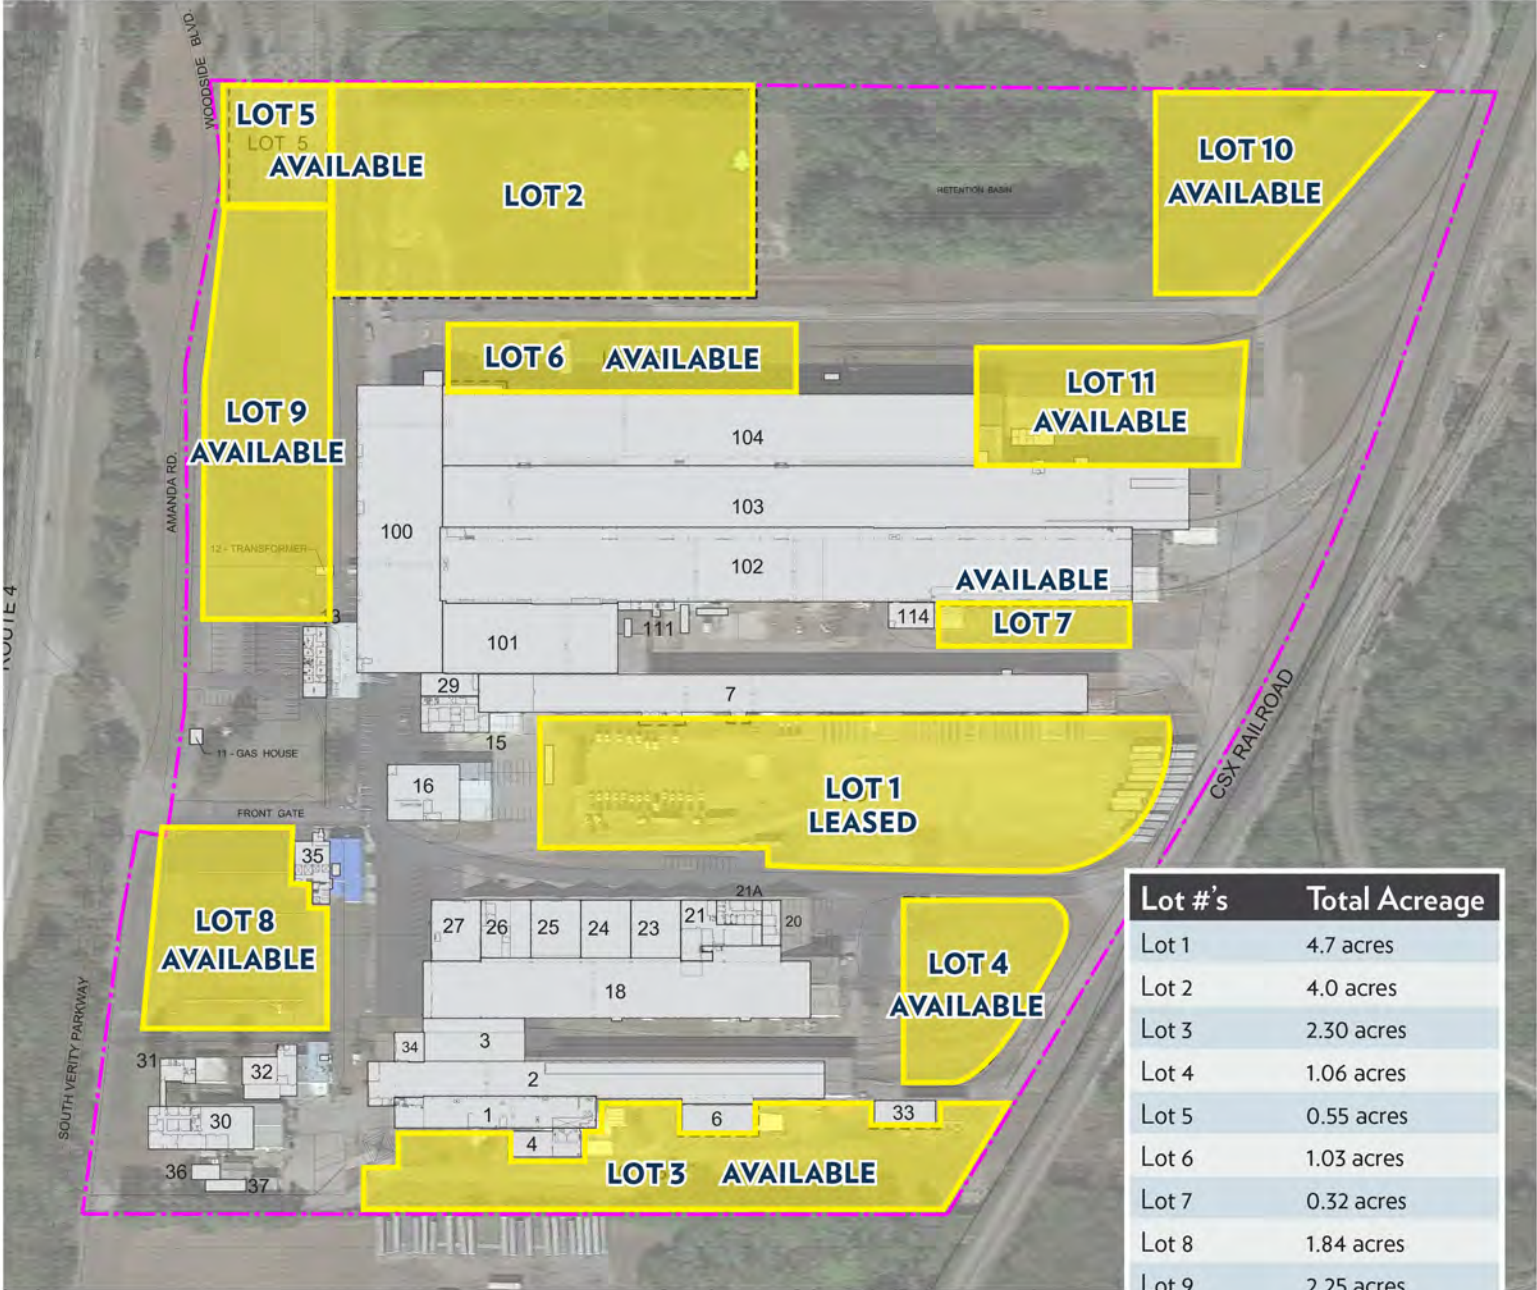 WOODSIDE BLVD.
LOT 5
LOT 5
AVAILABLE
LOT 2
RETENTION BASIN
LOT 10
AVAILABLE
LOT 6 AVAILABLE
LOT 11
AVAILABLE
LOT 9
AVAILABLE
AMANDA RD.
ROUTE 4
104
103
100
102
12 - TRANSFORMER
AVAILABLE
LOT 7
13
111
114
101
29
7
15
11 - GAS HOUSE
16
LOT 1
LEASED
CSX RAILROAD
FRONT GATE
35
LOT 8
AVAILABLE
SOUTH VERITY PARKWAY
21A
27
26
25
24
23
21
20
18
LOT 4
AVAILABLE
34
3
31
32
2
30
1
6
33
4
36
37
LOT 3 AVAILABLE
Lot #'s Total Acreage
Lot 1 4.7 acres
Lot 2 4.0 acres
Lot 3 2.30 acres
Lot 4 1.06 acres
Lot 5 0.55 acres
Lot 6 1.03 acres
Lot 7 0.32 acres
Lot 8 1.84 acres
Lot 9 2.25 acres